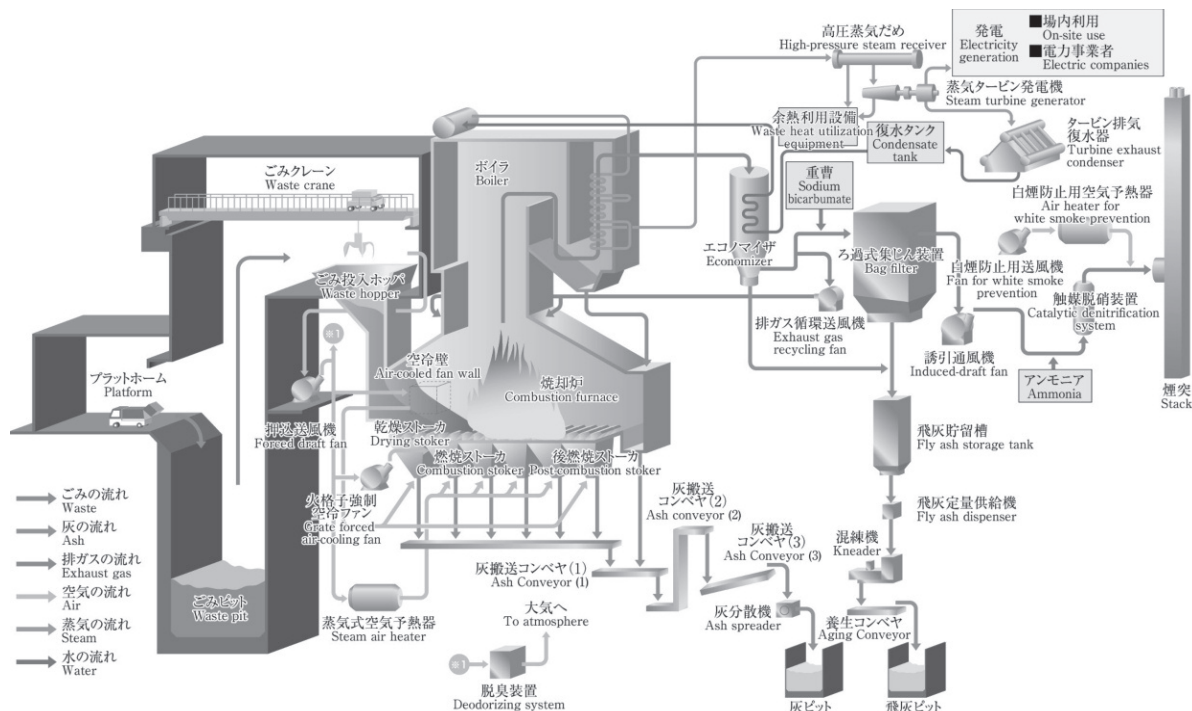 高圧蒸気だめ
High-pressure steam receiver
発電
Electricity
generation
■場内利用
On-site use
■電力事業者
Electric companies
蒸気タービン発電機
Steam turbine generator
余熱利用設備
Waste heat utilization
equipment
復水タンク
Condensate
tank
タービン排気
復水器
Turbine exhaust
condenser
ごみクレーン
Waste crane
ボイラ
Boiler
重曹
Sodium
bicarbumate
白煙防止用空気予熱器
Air heater for
white smoke prevention
エコノマイザ
Economizer
ろ過式集じん装置
Bag filter
白煙防止用送風機
Fan for white smoke
prevention
ごみ投入ホッパ
Waste hopper
触媒脱硝装置
Catalytic denitrification
system
排ガス循環送風機
Exhaust gas
recycling fan
※1
空冷壁
Air-cooled fan wall
焼却炉
Combustion furnace
誘引通風機
Induced-draft fan
アンモニア
Ammonia
煙突
Stack
プラットホーム
Platform
押込送風機
Forced draft fan
乾燥ストーカ
Drying stoker
燃焼ストーカ
Combustion stoker
後燃焼ストーカ
Post-combustion stoker
飛灰貯留槽
Fly ash storage tank
火格子強制
空冷ファン
Grate forced
air-cooling fan
灰搬送
コンベヤ(2)
Ash conveyor (2)
灰搬送
コンベヤ(3)
Ash Conveyor (3)
飛灰定量供給機
Fly ash dispenser
混練機
Kneader
灰搬送コンベヤ(1)
Ash Conveyor (1)
ごみの流れ
Waste
灰の流れ
Ash
排ガスの流れ
Exhaust gas
空気の流れ
Air
蒸気の流れ
Steam
水の流れ
Water
ごみピット
Waste pit
蒸気式空気予熱器
Steam air heater
大気へ
To atmosphere
灰分散機
Ash spreader
養生コンベヤ
Aging Conveyor
※1
脱臭装置
Deodorizing system
灰ピット
飛灰ピット